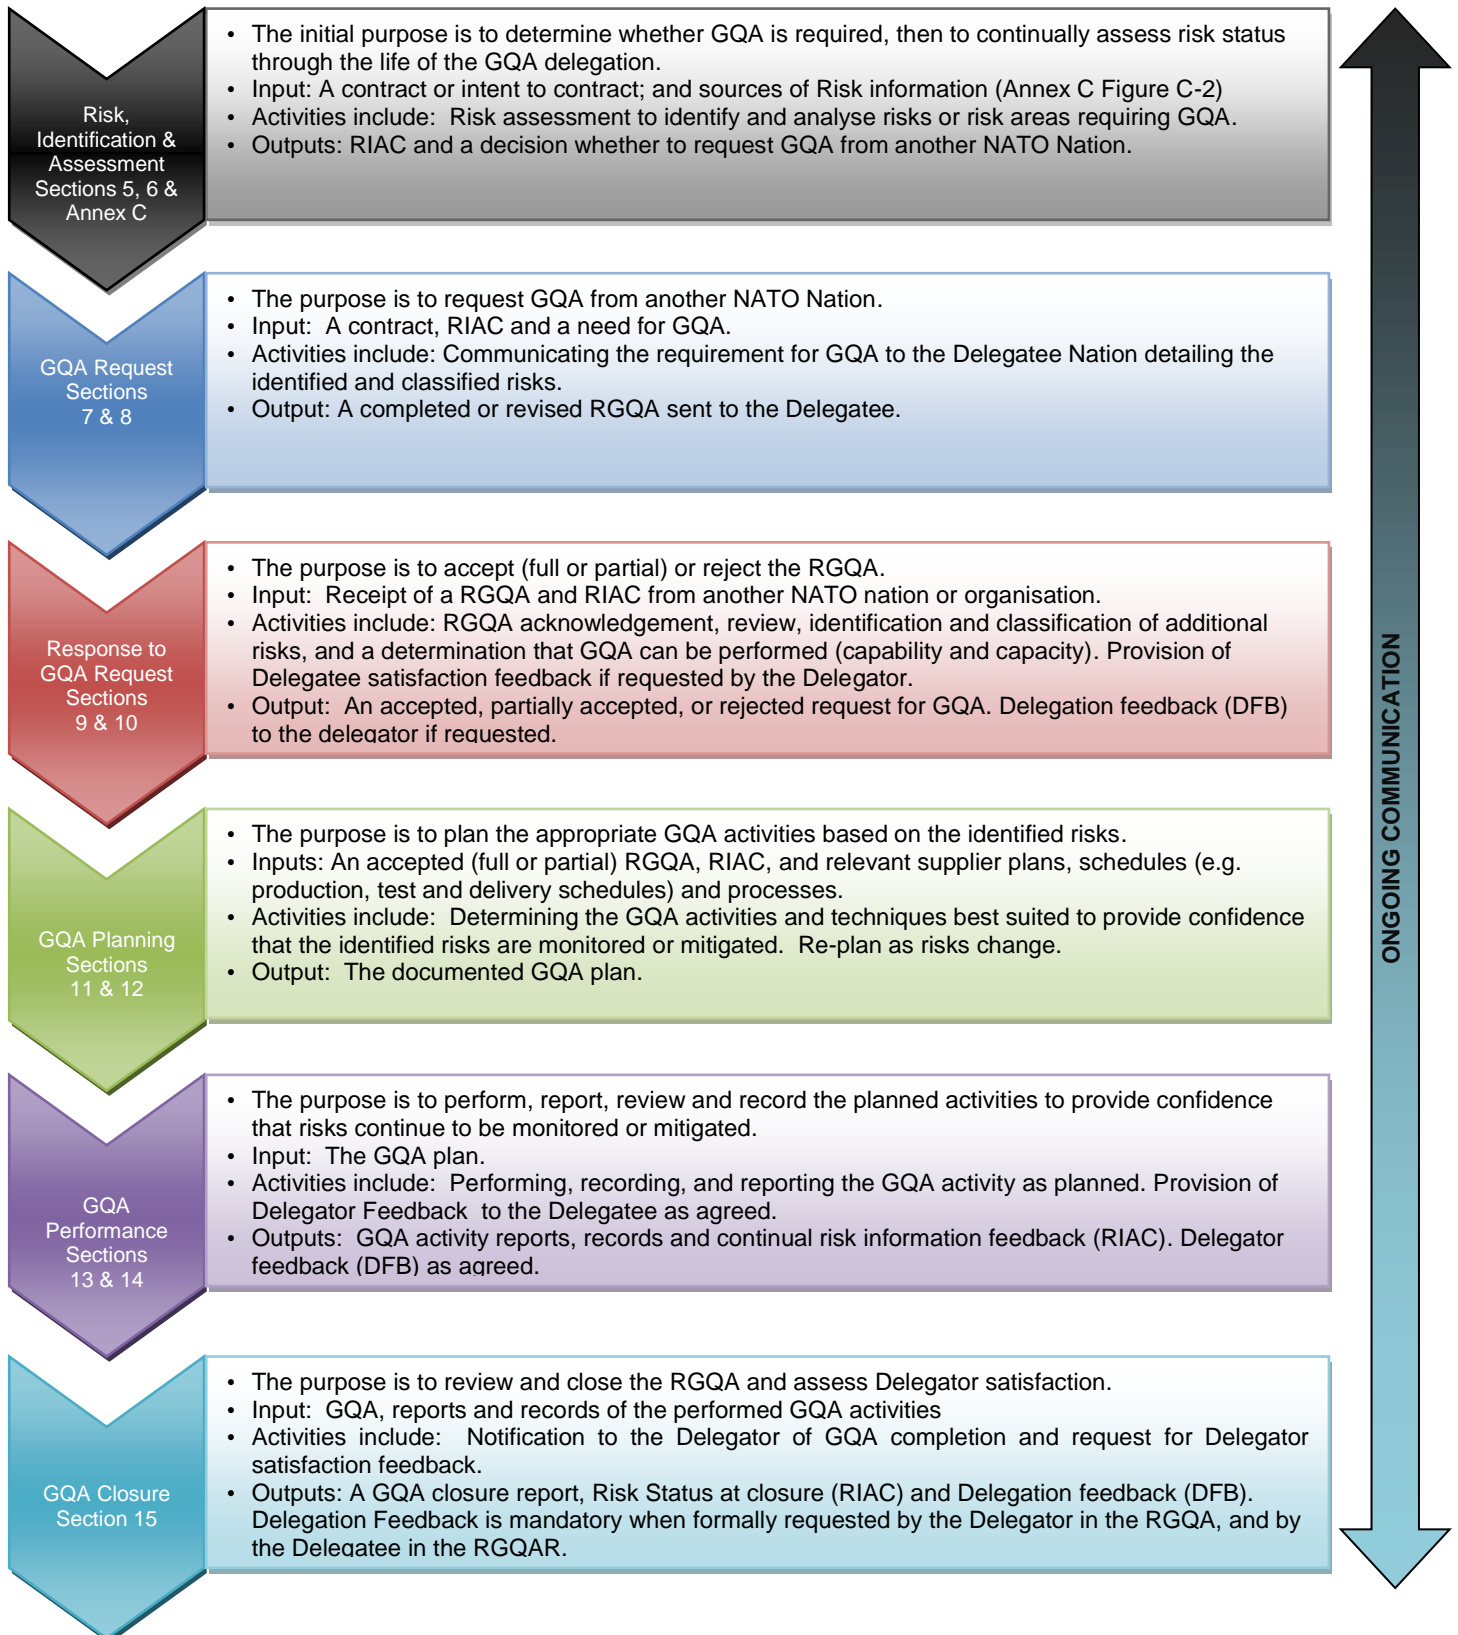 Risk,
Identification &
Assessment
Sections 5, 6 &
Annex C
• The initial purpose is to determine whether GQA is required, then to continually assess risk status
through the life of the GQA delegation.
• Input: A contract or intent to contract; and sources of Risk information (Annex C Figure C-2)
• Activities include: Risk assessment to identify and analyse risks or risk areas requiring GQA.
• Outputs: RIAC and a decision whether to request GQA from another NATO Nation.
GQA Request
Sections
7 & 8
• The purpose is to request GQA from another NATO Nation.
• Input: A contract, RIAC and a need for GQA.
• Activities include: Communicating the requirement for GQA to the Delegatee Nation detailing the
identified and classified risks.
• Output: A completed or revised RGQA sent to the Delegatee.
Response to
GQA Request
Sections
9 & 10
• The purpose is to accept (full or partial) or reject the RGQA.
• Input: Receipt of a RGQA and RIAC from another NATO nation or organisation.
• Activities include: RGQA acknowledgement, review, identification and classification of additional
risks, and a determination that GQA can be performed (capability and capacity). Provision of
Delegatee satisfaction feedback if requested by the Delegator.
• Output: An accepted, partially accepted, or rejected request for GQA. Delegation feedback (DFB)
to the delegator if requested.
GQA Planning
Sections
11 & 12
• The purpose is to plan the appropriate GQA activities based on the identified risks.
• Inputs: An accepted (full or partial) RGQA, RIAC, and relevant supplier plans, schedules (e.g.
production, test and delivery schedules) and processes.
• Activities include: Determining the GQA activities and techniques best suited to provide confidence
that the identified risks are monitored or mitigated. Re-plan as risks change.
• Output: The documented GQA plan.
GQA
Performance
Sections
13 & 14
• The purpose is to perform, report, review and record the planned activities to provide confidence
that risks continue to be monitored or mitigated.
• Input: The GQA plan.
• Activities include: Performing, recording, and reporting the GQA activity as planned. Provision of
Delegator Feedback to the Delegatee as agreed.
• Outputs: GQA activity reports, records and continual risk information feedback (RIAC). Delegator
feedback (DFB) as agreed.
GQA Closure
Section 15
• The purpose is to review and close the RGQA and assess Delegator satisfaction.
• Input: GQA, reports and records of the performed GQA activities
• Activities include: Notification to the Delegator of GQA completion and request for Delegator
satisfaction feedback.
• Outputs: A GQA closure report, Risk Status at closure (RIAC) and Delegation feedback (DFB).
Delegation Feedback is mandatory when formally requested by the Delegator in the RGQA, and by
the Delegatee in the RGQAR.
ONGOING COMMUNICATION